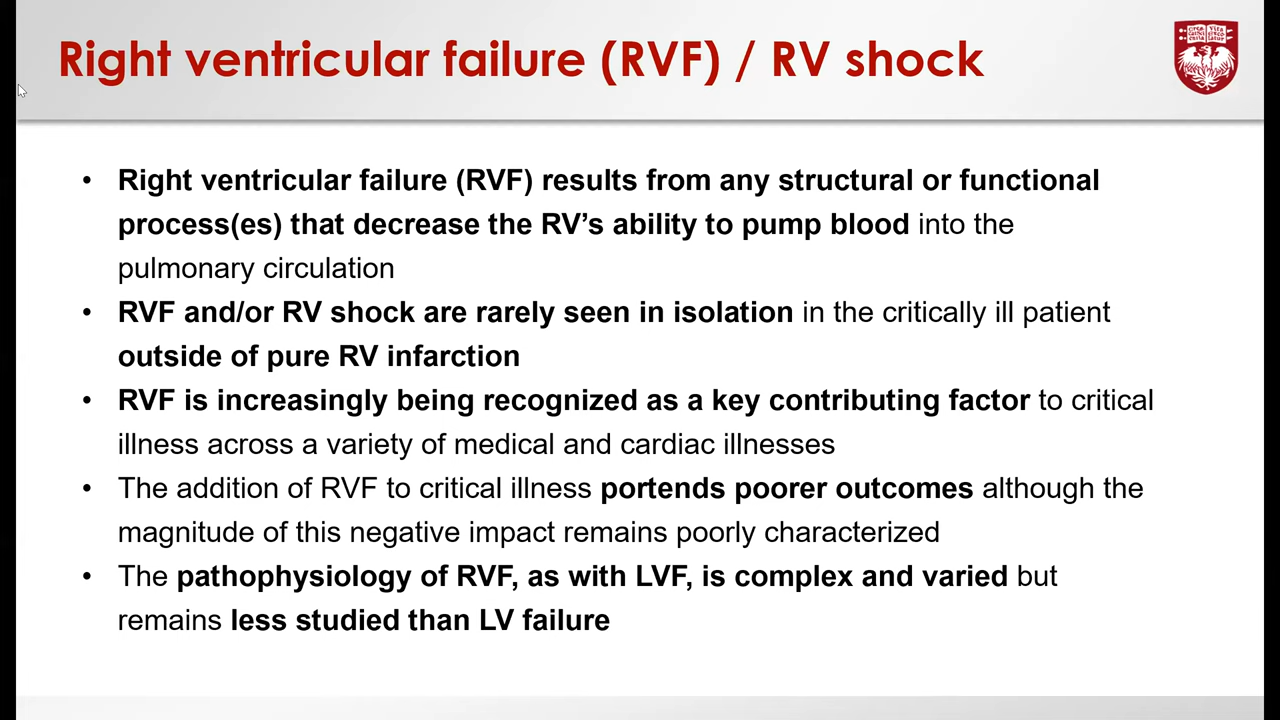 Right ventricular failure (RVF) / RV shock
• Right ventricular failure (RVF) results from any structural or functional
process(es) that decrease the RV’s ability to pump blood into the
pulmonary circulation
• RVF and/or RV shock are rarely seen in isolation in the critically ill patient
outside of pure RV infarction
• RVF is increasingly being recognized as a key contributing factor to critical
illness across a variety of medical and cardiac illnesses
• The addition of RVF to critical illness portends poorer outcomes although the
magnitude of this negative impact remains poorly characterized
• The pathophysiology of RVF, as with LVF, is complex and varied but
remains less studied than LV failure